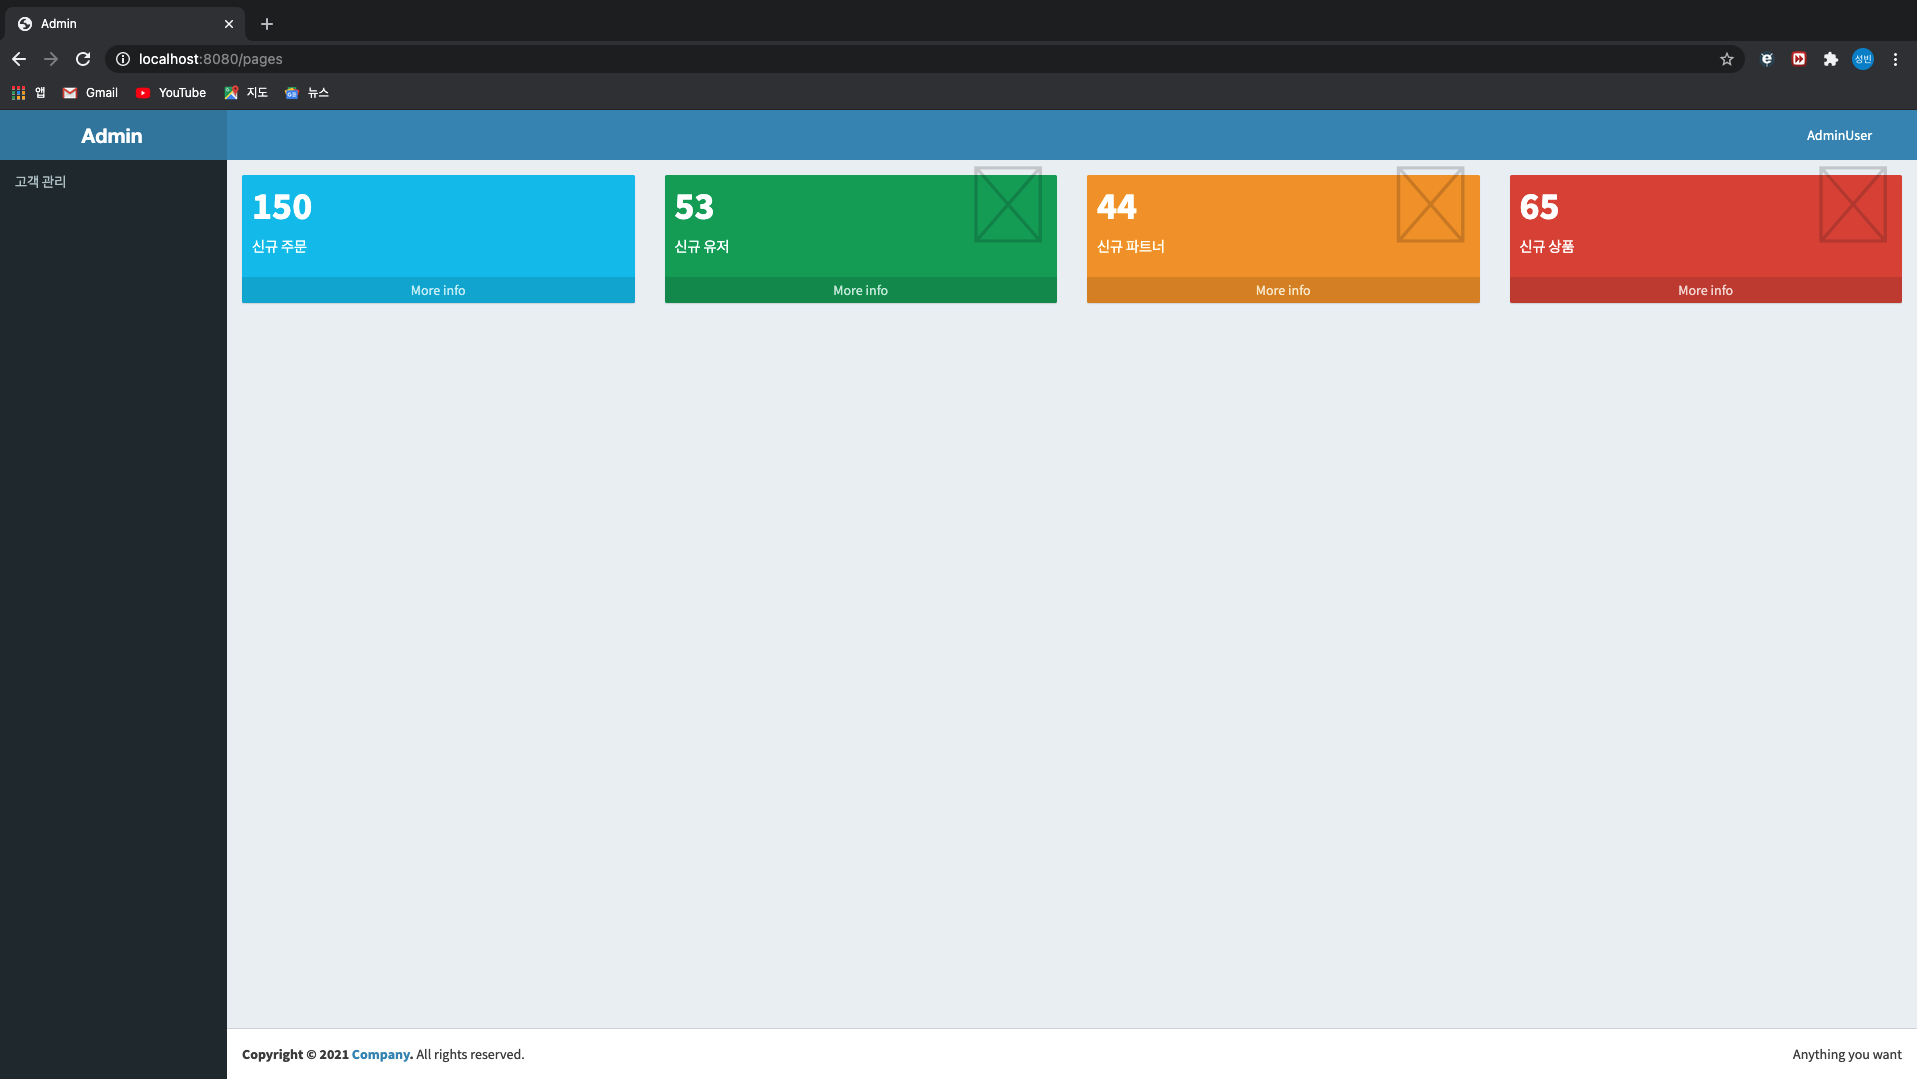 Admin
localhost:8080/pages
성빈
앱 Gmail YouTube 지도 뉴스
Admin
AdminUser
고객 관리
150
신규 주문
More info
53
신규 유저
More info
44
신규 파트너
More info
65
신규 상품
More info
Copyright © 2021 Company. All rights reserved.
Anything you want